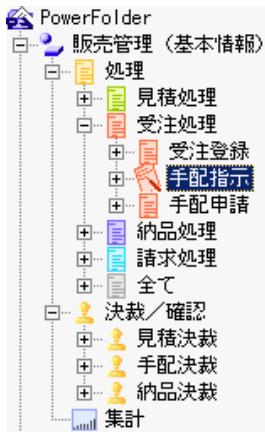 PowerFolder
販売管理（基本情報）
処理
見積処理
受注処理
受注登録
手配指示
手配申請
納品処理
請求処理
全て
決裁／確認
見積決裁
手配決裁
納品決裁
集計